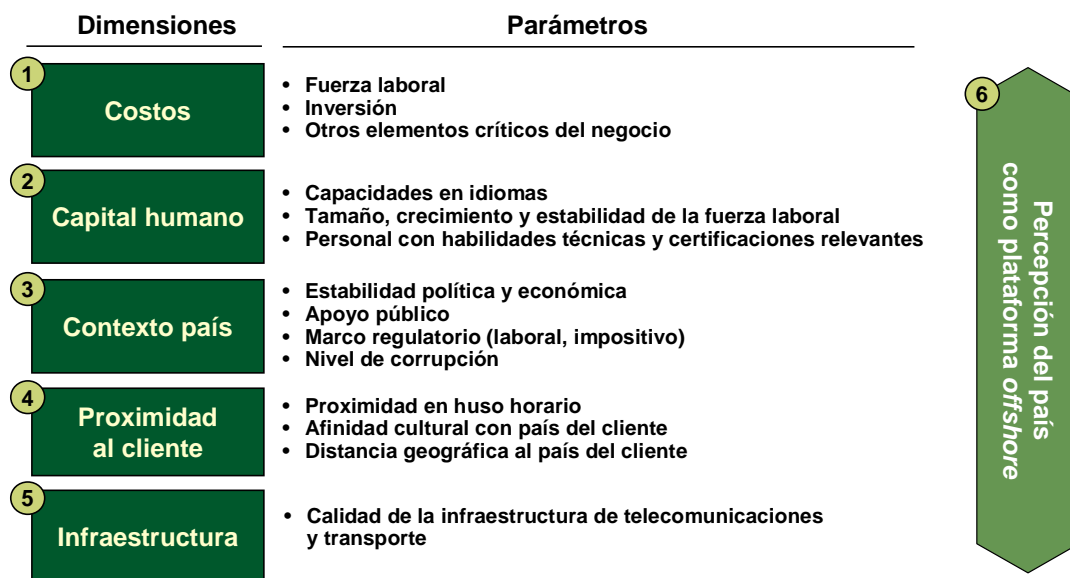 Dimensiones
Parámetros
1
Costos
• Fuerza laboral
• Inversión
• Otros elementos críticos del negocio
2
Capital humano
• Capacidades en idiomas
• Tamaño, crecimiento y estabilidad de la fuerza laboral
• Personal con habilidades técnicas y certificaciones relevantes
3
Contexto país
• Estabilidad política y económica
• Apoyo público
• Marco regulatorio (laboral, impositivo)
• Nivel de corrupción
4
Proximidad
al cliente
• Proximidad en huso horario
• Afinidad cultural con país del cliente
• Distancia geográfica al país del cliente
5
Infraestructura
• Calidad de la infraestructura de telecomunicaciones
y transporte
6
Percepción del país
como plataforma offshore